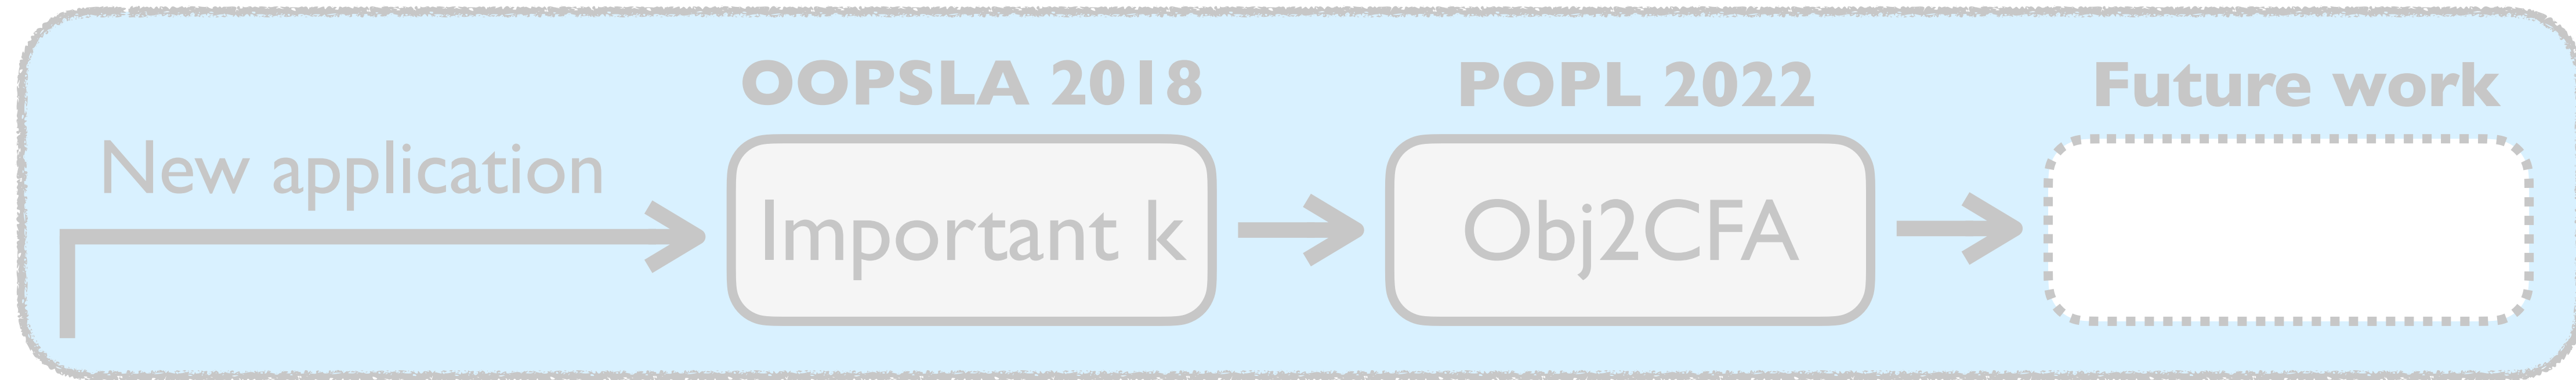 OOPSLA 2018
POPL 2022
Future work
New application
Important k
Obj2CFA